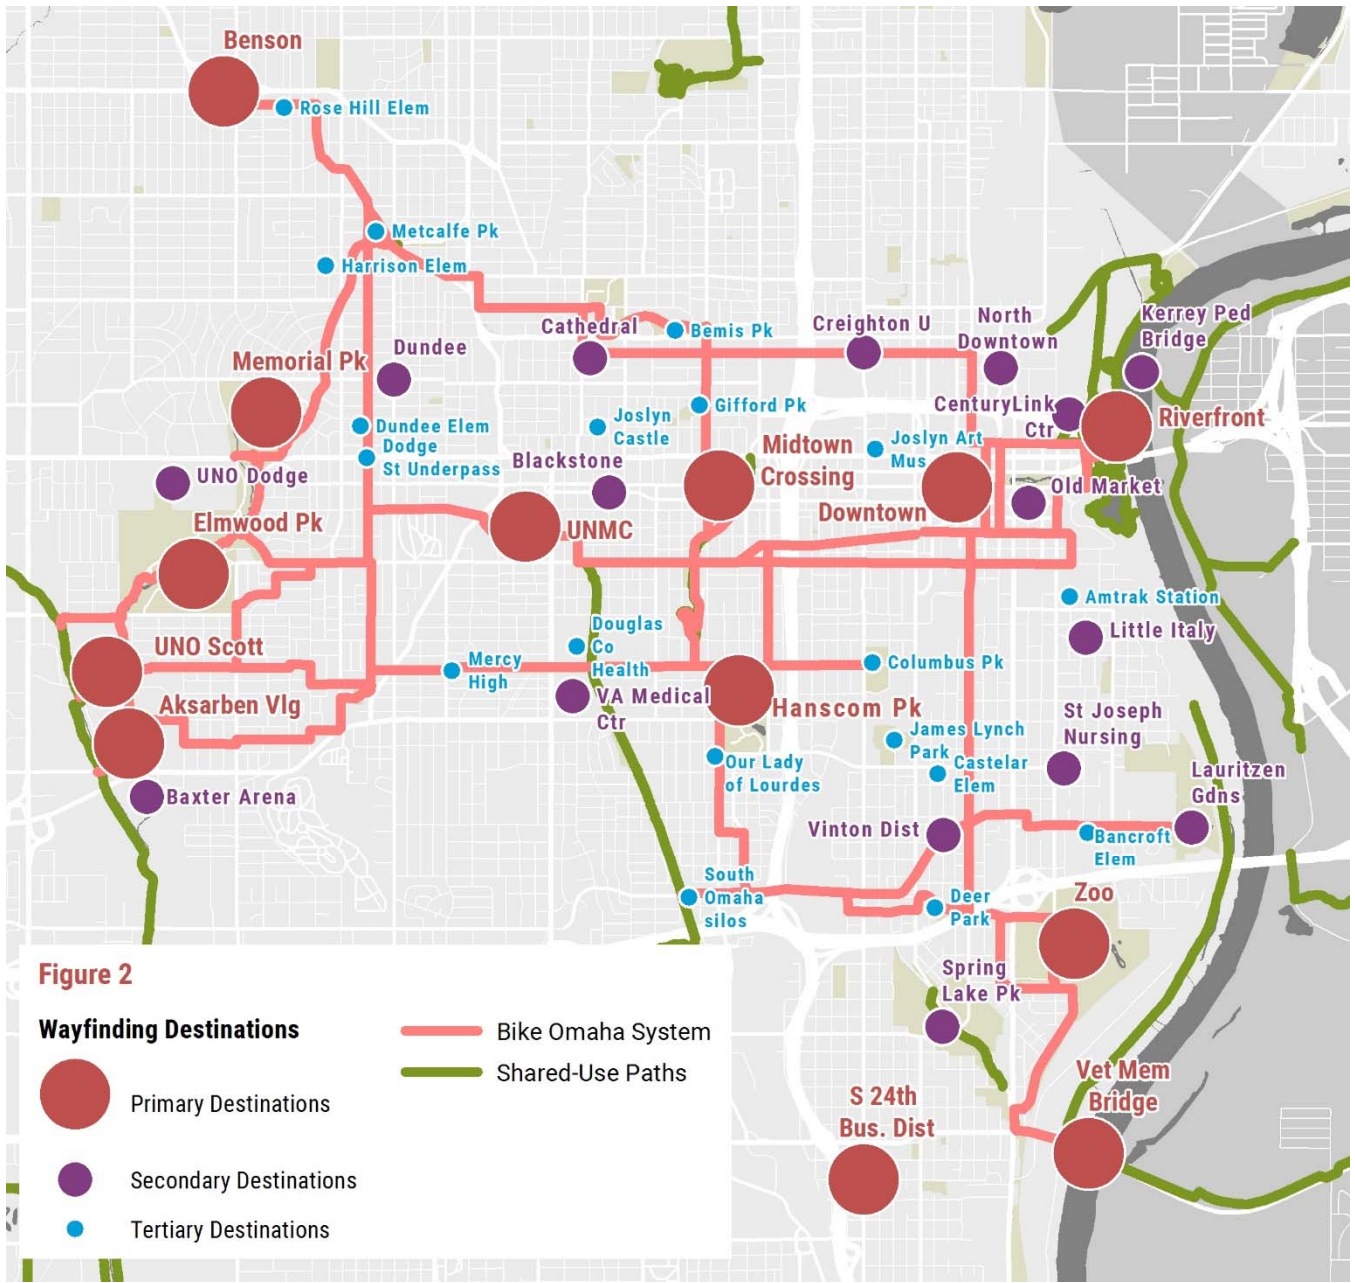 Benson
Rose Hill Elem
Metcalfe Pk
Harrison Elem
Memorial Pk
Dundee
Cathedral
Bemis Pk
Creighton U
North
Downtown
Kerrey Ped
Bridge
Dundee Elem
Dodge
St Underpass
Joslyn
Castle
Gifford Pk
CenturyLink
Ctr
Riverfront
Midtown
Crossing
Joslyn Art
Mus
Blackstone
UNO Dodge
Old Market
Downtown
Elmwood Pk
UNMC
Amtrak Station
Little Italy
UNO Scott
Mercy
High
Douglas
Co
Health
Columbus Pk
VA Medical
Ctr
Aksarben Vlg
Hanscom Pk
St Joseph
Nursing
James Lynch
Park
Castelar
Elem
Our Lady
of Lourdes
Lauritzen
Gdns
Baxter Arena
Vinton Dist
Bancroft
Elem
South
Omaha
silos
Deer
Park
Zoo
Spring
Lake Pk
Vet Mem
Bridge
S 24th
Bus. Dist
Figure 2
Wayfinding Destinations
Primary Destinations
Secondary Destinations
Tertiary Destinations
Bike Omaha System
Shared-Use Paths